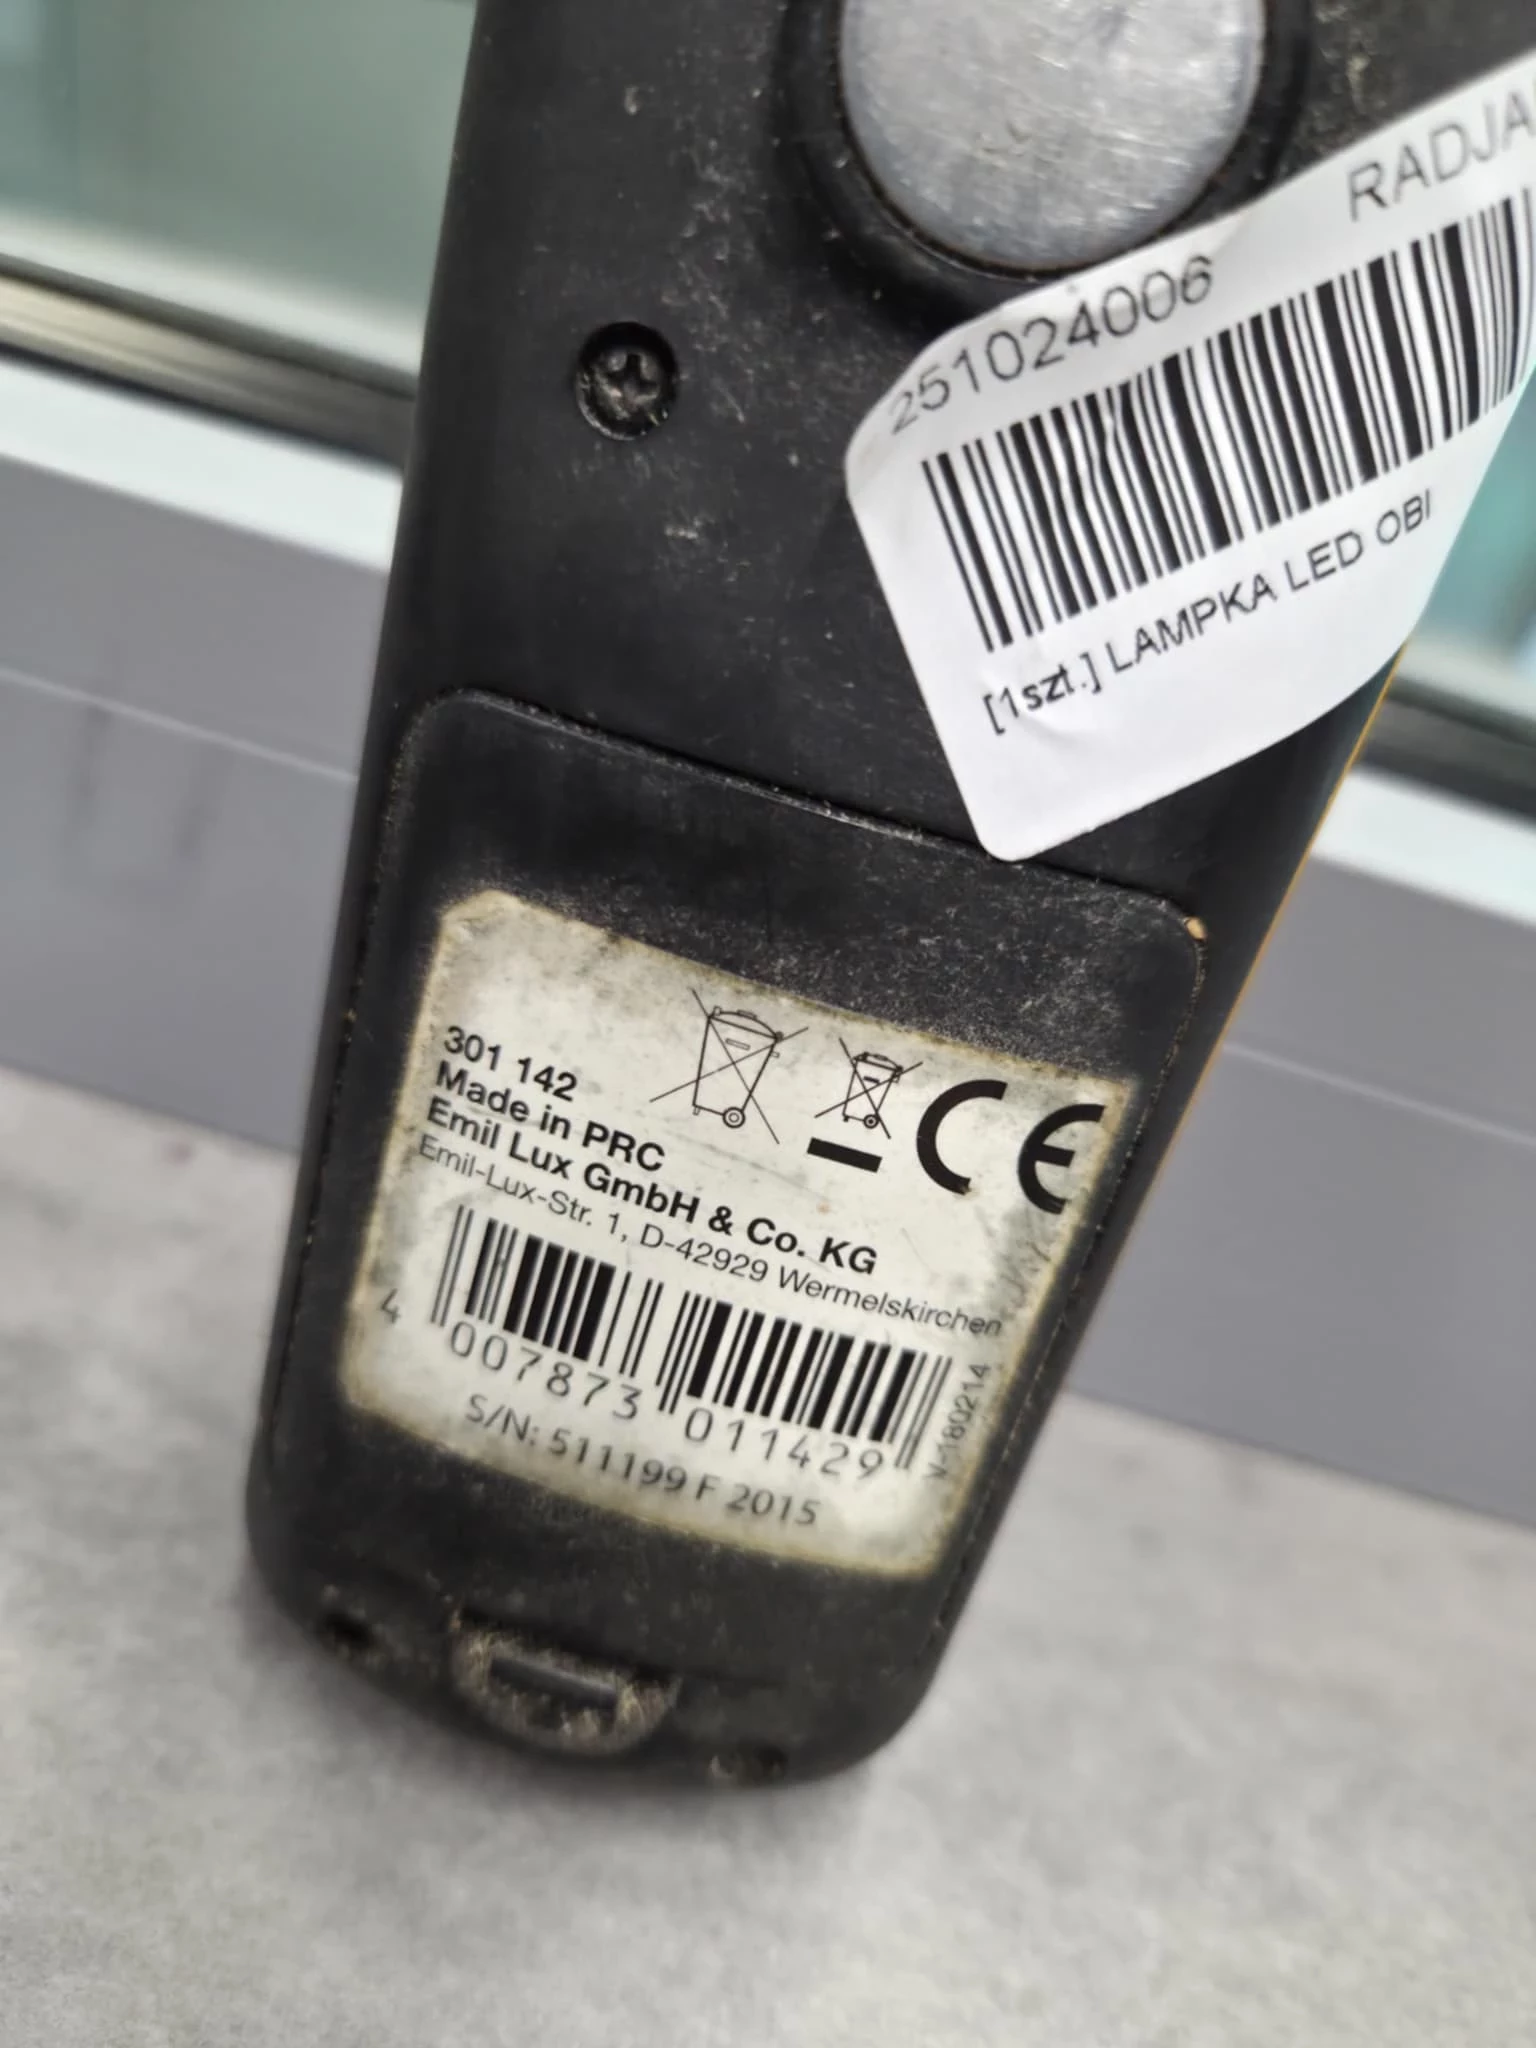 RADJA
251024006
[1szt.] LAMPKA LED OBI
301 142
Made in PRC
Emil Lux GmbH & Co. KG
Emil-Lux-Str. 1, D-42929 Wermelskirchen
CE
4 007873 011429
V-180214
S/N: 511199 F 2015